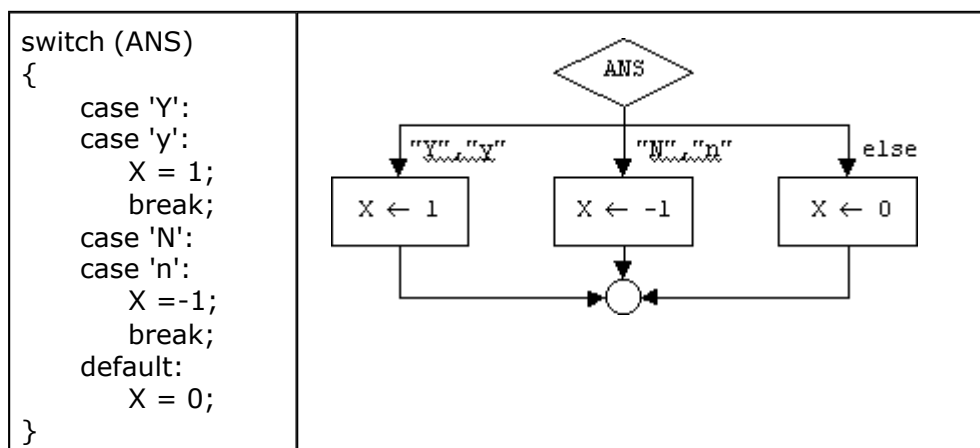 switch (ANS)
{
case 'Y':
case 'y':
X = 1;
break;
case 'N':
case 'n':
X =-1;
break;
default:
X = 0;
}
ANS
"Y","y"
"N","n"
else
X ← 1
X ← -1
X ← 0